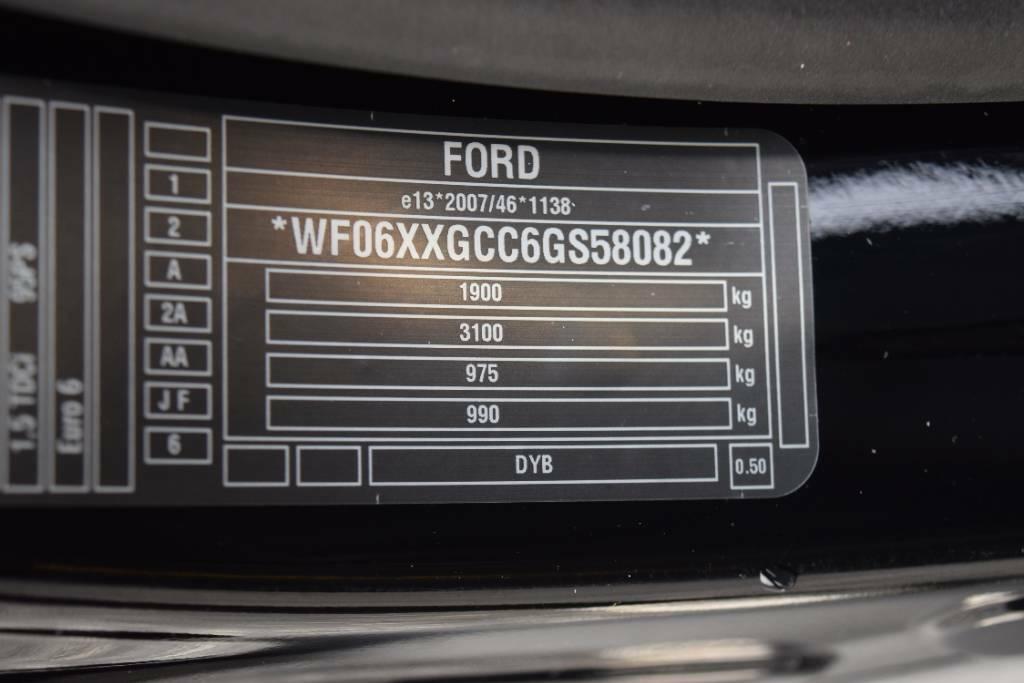 1.5 TDCi 95PS
Euro 6
1
2
A
2A
AA
JF
6
FORD
e13*2007/46*1138
*WF06XXGCC6GS58082*
1900 kg
3100 kg
975 kg
990 kg
DYB
0.50